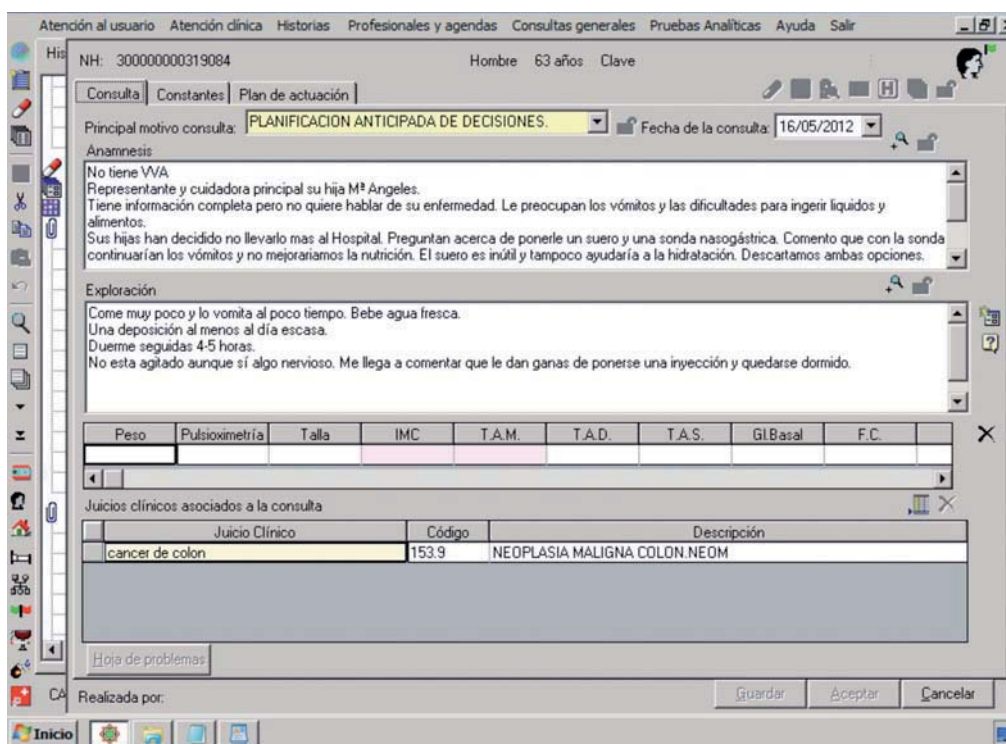 Atención al usuario Atención clínica Historias Profesionales y agendas Consultas generales Pruebas Analíticas Ayuda Salir
His
NH: 300000000319084 Hombre 63 años Clave
Consulta Constantes Plan de actuación
Principal motivo consulta: PLANIFICACION ANTICIPADA DE DECISIONES. Fecha de la consulta: 16/05/2012
Anamnesis
No tiene VVA
Representante y cuidadora principal su hija Mª Angeles.
Tiene información completa pero no quiere hablar de su enfermedad. Le preocupan los vómitos y las dificultades para ingerir liquidos y
alimentos.
Sus hijas han decidido no llevarlo mas al Hospital. Preguntan acerca de ponerle un suero y una sonda nasogástrica. Comento que con la sonda
continuarían los vómitos y no mejorariamos la nutrición. El suero es inútil y tampoco ayudaría a la hidratación. Descartamos ambas opciones.
Exploración
Come muy poco y lo vomita al poco tiempo. Bebe agua fresca.
Una deposición al menos al día escasa.
Duerme seguidas 4-5 horas.
No esta agitado aunque sí algo nervioso. Me llega a comentar que le dan ganas de ponerse una inyección y quedarse dormido.
Peso Pulsioximetría Talla IMC T.A.M. T.A.D. T.A.S. Gl.Basal F.C.
Juicios clínicos asociados a la consulta
Juicio Clínico Código Descripción
cancer de colon 153.9 NEOPLASIA MALIGNA COLON.NEOM
Hoja de problemas
CA Realizada por: Guardar Aceptar Cancelar
Inicio